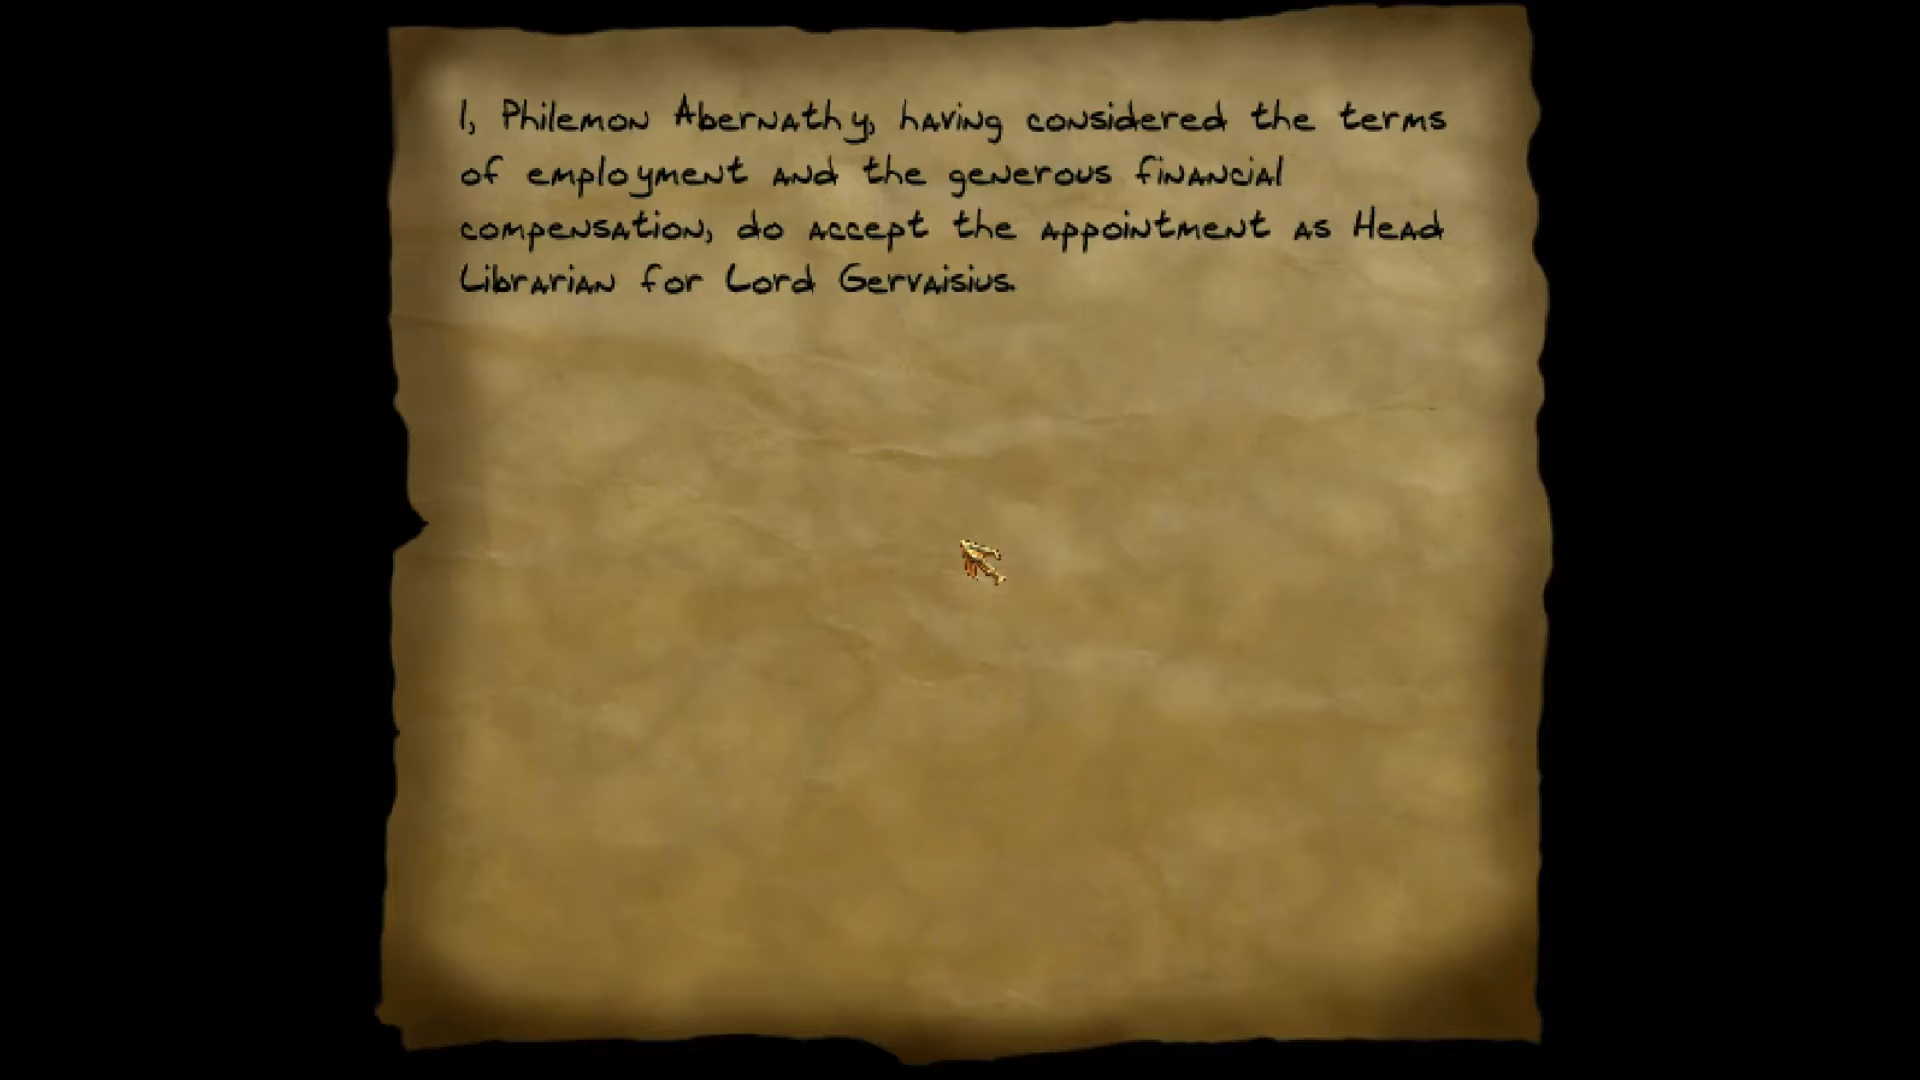 I, Philemon Abernathy, having considered the terms
of employment and the generous financial
compensation, do accept the appointment as Head
Librarian for Lord Gervaisius.